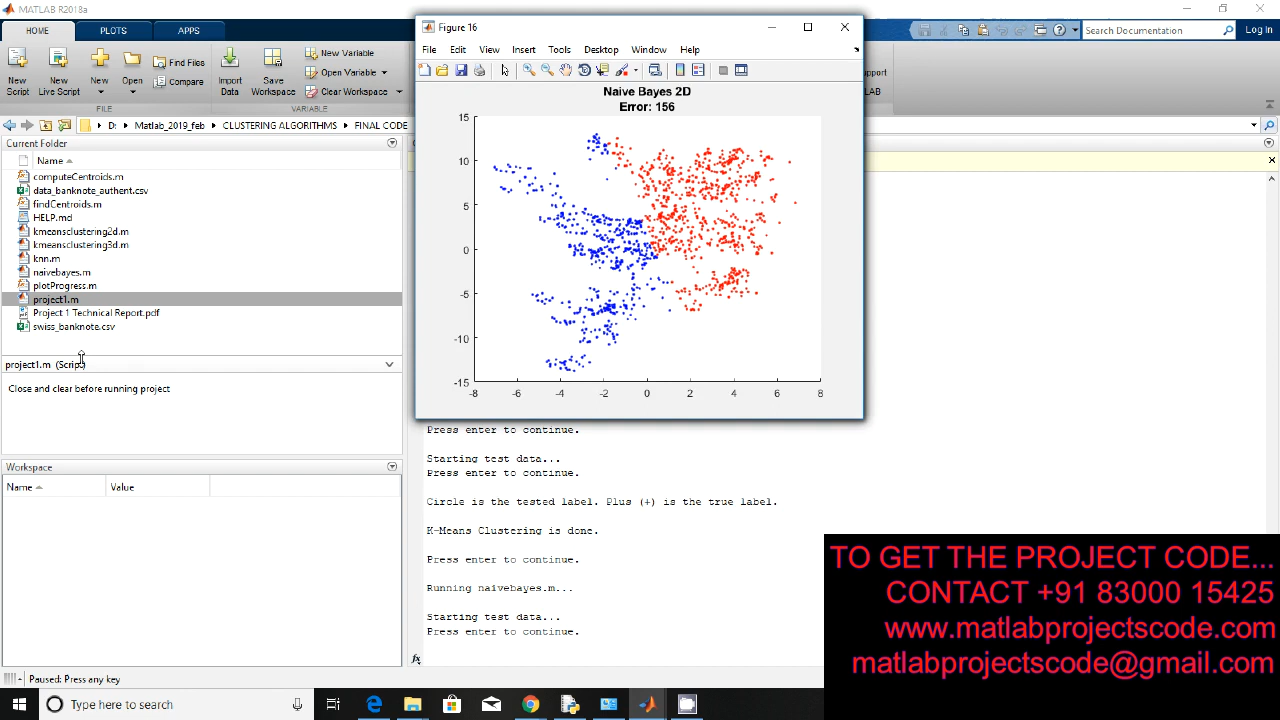 MATLAB R2018a
HOME PLOTS APPS
Search Documentation
Log In
New Script
New Live Script
New
Open
Find Files
Compare
Import Data
Save Workspace
New Variable
Open Variable
Clear Workspace
FILE
VARIABLE
D: Matlab_2019_feb CLUSTERING ALGORITHMS FINAL CODE
Current Folder
Name
computeCentroids.m
data_banknote_authent.csv
findCentroids.m
HELP.md
kmeansclustering2d.m
kmeansclustering3d.m
knn.m
naivebayes.m
plotProgress.m
project1.m
Project 1 Technical Report.pdf
swiss_banknote.csv
project1.m (Script)
Close and clear before running project
Workspace
Name Value
Figure 16
File Edit View Insert Tools Desktop Window Help
Naive Bayes 2D
Error: 156
15
10
5
0
-5
-10
-15
-8 -6 -4 -2 0 2 4 6 8
Press enter to continue.
Starting test data...
Press enter to continue.
Circle is the tested label. Plus (+) is the true label.
K-Means Clustering is done.
Press enter to continue.
Running naivebayes.m...
Starting test data...
Press enter to continue.
fx
TO GET THE PROJECT CODE...
CONTACT +91 83000 15425
www.matlabprojectscode.com
matlabprojectscode@gmail.com
Paused: Press any key
Type here to search